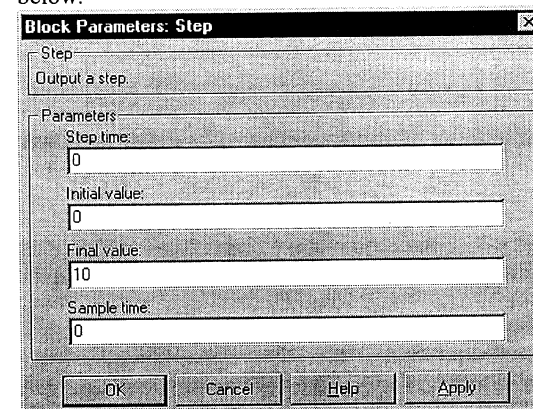 below.
Block Parameters: Step
Step
Output a step.
Parameters
Step time:
0
Initial value:
0
Final value:
10
Sample time:
0
OK Cancel Help Apply